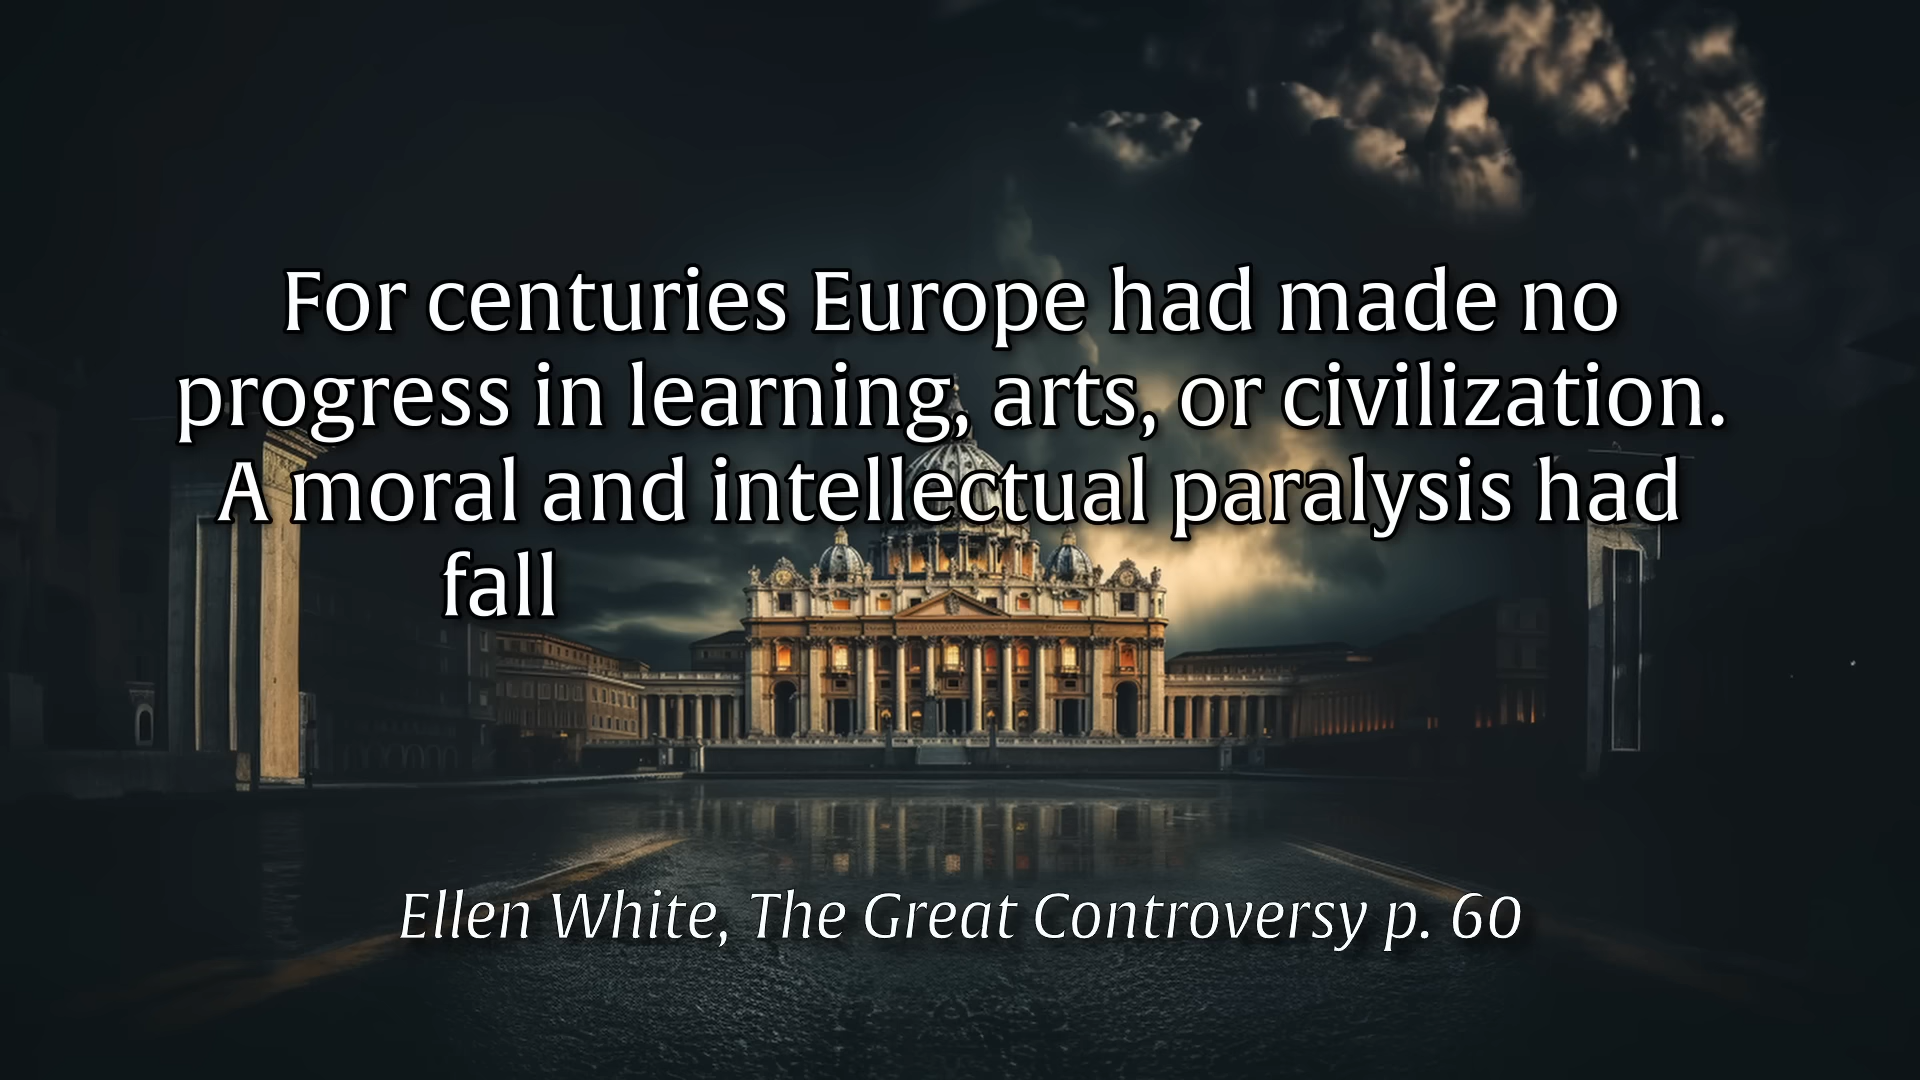 For centuries Europe had made no
progress in learning, arts, or civilization.
A moral and intellectual paralysis had
fall
Ellen White, The Great Controversy p. 60